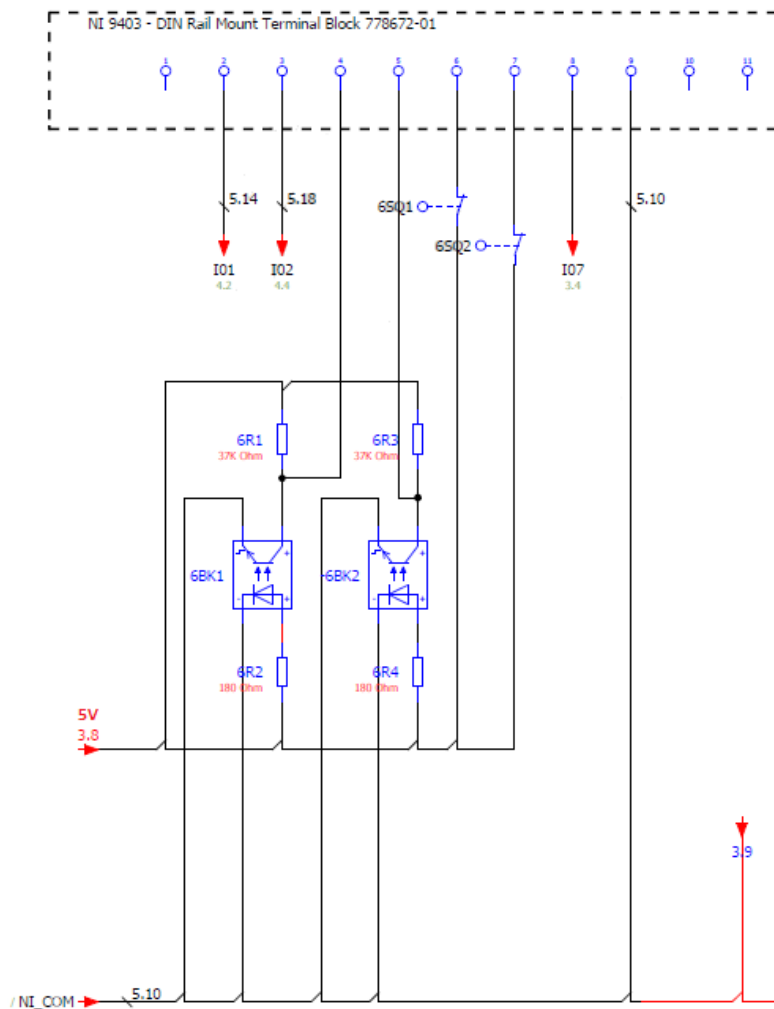 NI 9403 - DIN Rail Mount Terminal Block 778672-01
1 2 3 4 5 6 7 8 9 10 11
5.14 5.18 6SQ1 5.10
6SQ2
I01 I02 I07
4.2 4.4 3.4
6R1 6R3
37K Ohm 37K Ohm
6BK1 -6BK2
6R2 6R4
180 Ohm 180 Ohm
5V
3.8
3.9
/ NI_COM 5.10